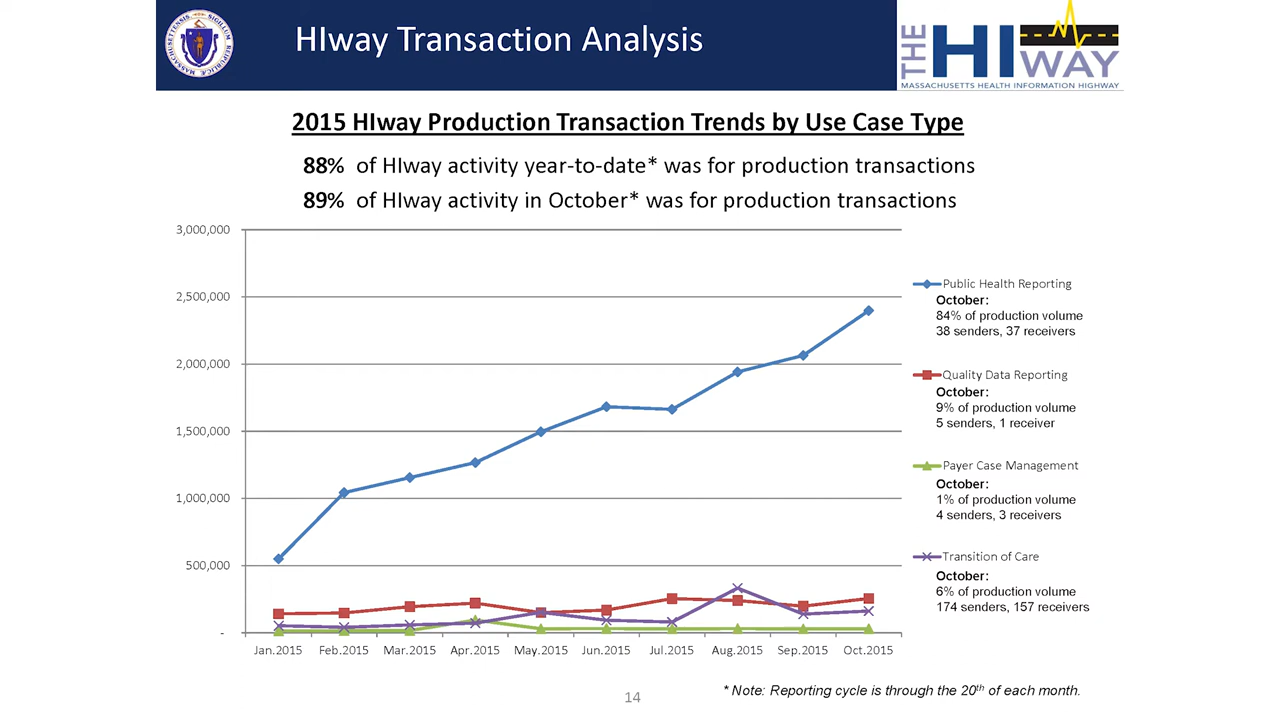 HIway Transaction Analysis
THE HIWAY
MASSACHUSETTS HEALTH INFORMATION HIGHWAY
2015 HIway Production Transaction Trends by Use Case Type
88% of HIway activity year-to-date* was for production transactions
89% of HIway activity in October* was for production transactions
3,000,000
2,500,000
2,000,000
1,500,000
1,000,000
500,000
-
Jan.2015 Feb.2015 Mar.2015 Apr.2015 May.2015 Jun.2015 Jul.2015 Aug.2015 Sep.2015 Oct.2015
Public Health Reporting
October:
84% of production volume
38 senders, 37 receivers
Quality Data Reporting
October:
9% of production volume
5 senders, 1 receiver
Payer Case Management
October:
1% of production volume
4 senders, 3 receivers
Transition of Care
October:
6% of production volume
174 senders, 157 receivers
14
* Note: Reporting cycle is through the 20th of each month.